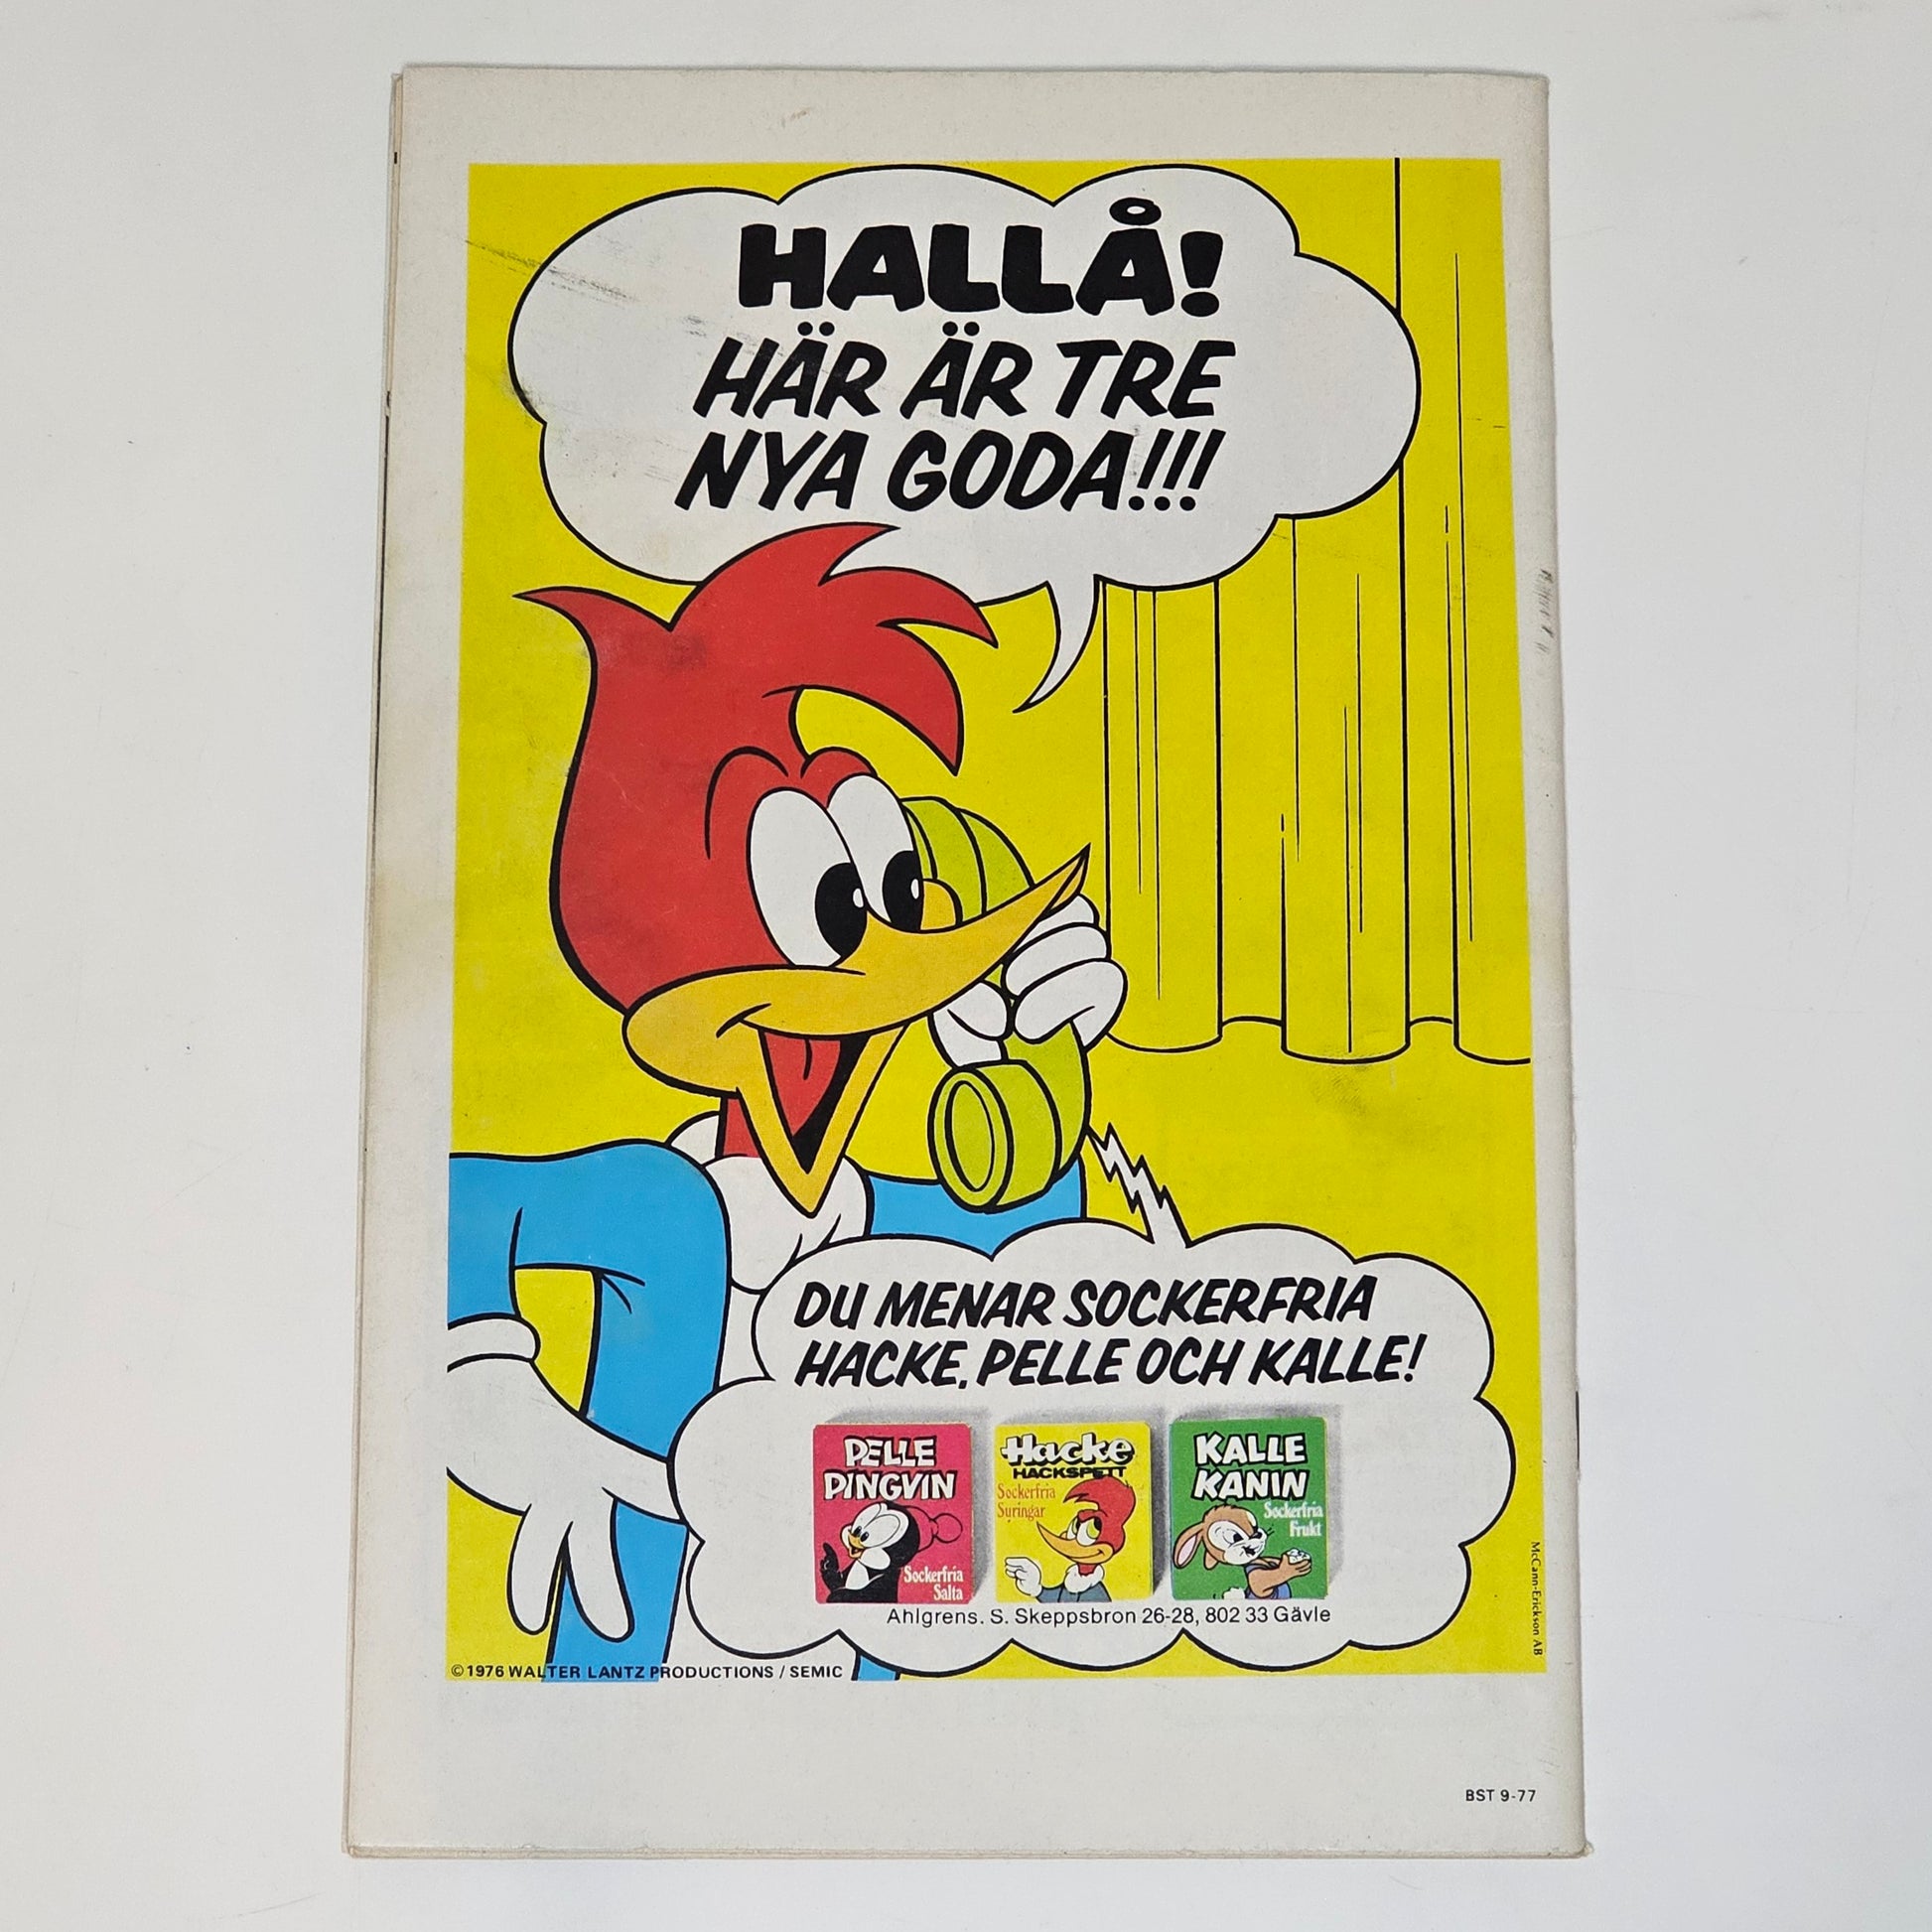 HALLÅ!
HÄR ÄR TRE
NYA GODA!!!
DU MENAR SOCKERFRIA
HACKE, PELLE OCH KALLE!
PELLE
PINGVIN
Sockerfria
Salta
Hacke
HACKSPETT
Sockerfria
Suringar
KALLE
KANIN
Sockerfria
Frukt
Ahlgrens. S. Skeppsbron 26-28, 802 33 Gävle
McCann-Erickson AB
©1976 WALTER LANTZ PRODUCTIONS / SEMIC
BST 9-77